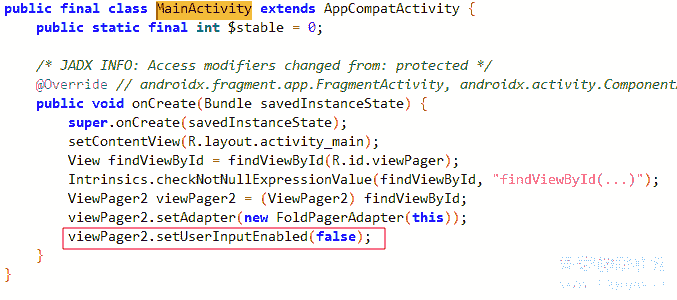 public final class MainActivity extends AppCompatActivity {
    public static final int $stable = 0;

    /* JADX INFO: Access modifiers changed from: protected */
    @Override // androidx.fragment.app.FragmentActivity, androidx.activity.ComponentA
    public void onCreate(Bundle savedInstanceState) {
        super.onCreate(savedInstanceState);
        setContentView(R.layout.activity_main);
        View findViewById = findViewById(R.id.viewPager);
        Intrinsics.checkNotNullExpressionValue(findViewById, "findViewById(...)");
        ViewPager2 viewPager2 = (ViewPager2) findViewById;
        viewPager2.setAdapter(new FoldPagerAdapter(this));
        viewPager2.setUserInputEnabled(false);
    }
}